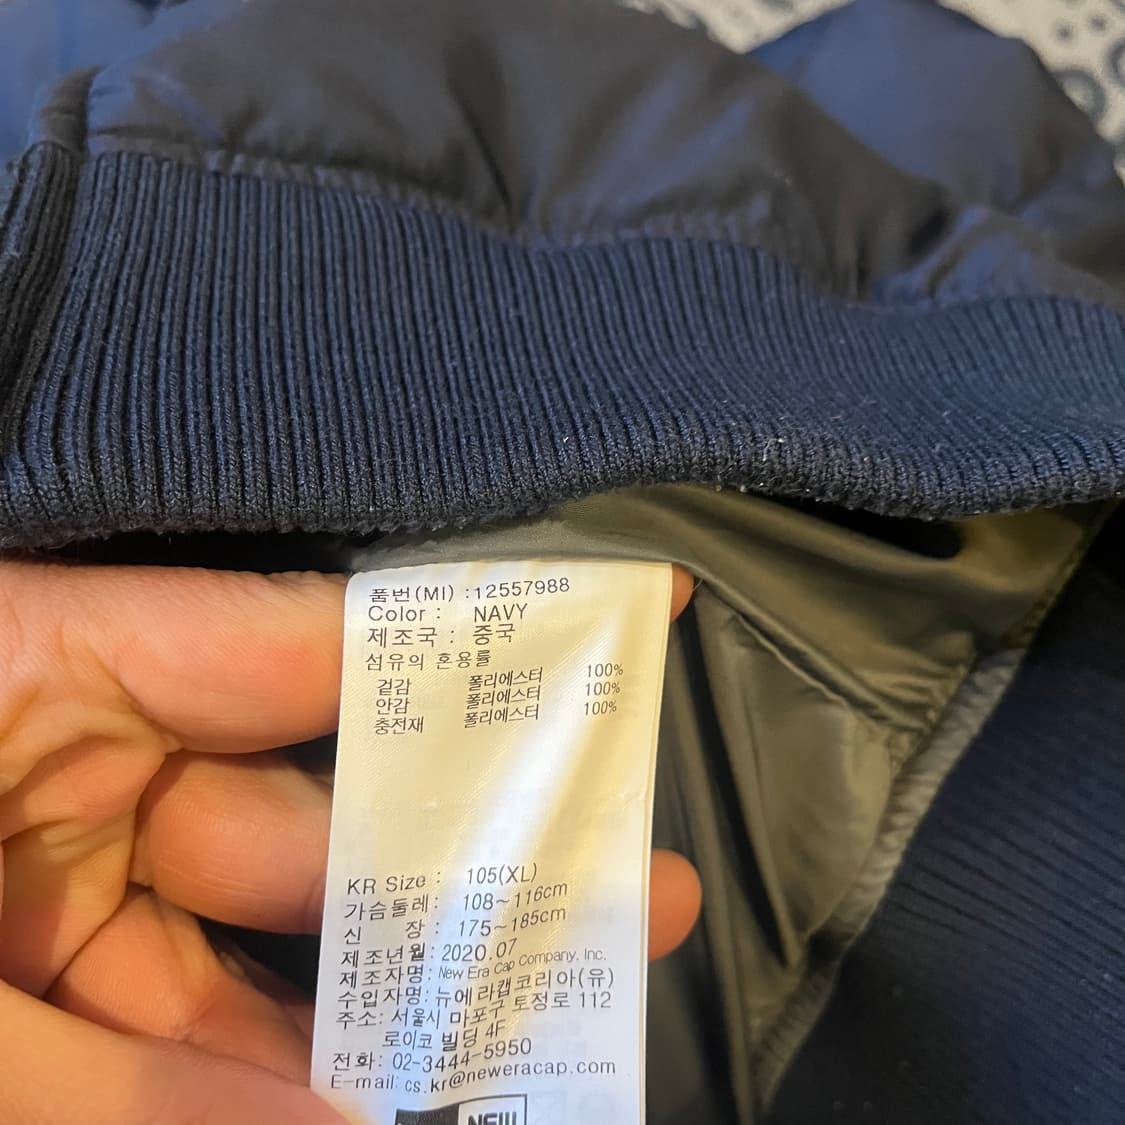 품번(MI) :12557988
Color : NAVY
제조국 : 중국
섬유의 혼용률
겉감 폴리에스터 100%
안감 폴리에스터 100%
충전재 폴리에스터 100%
KR Size : 105(XL)
가슴둘레: 108~116cm
신 장: 175~185cm
제조년월: 2020.07
제조자명: New Era Cap Company. Inc.
수입자명: 뉴에라캡코리아(유)
주소: 서울시 마포구 토정로 112
로이코 빌딩 4F
전화: 02-3444-5950
E-mail: cs.kr@neweracap.com
NEW